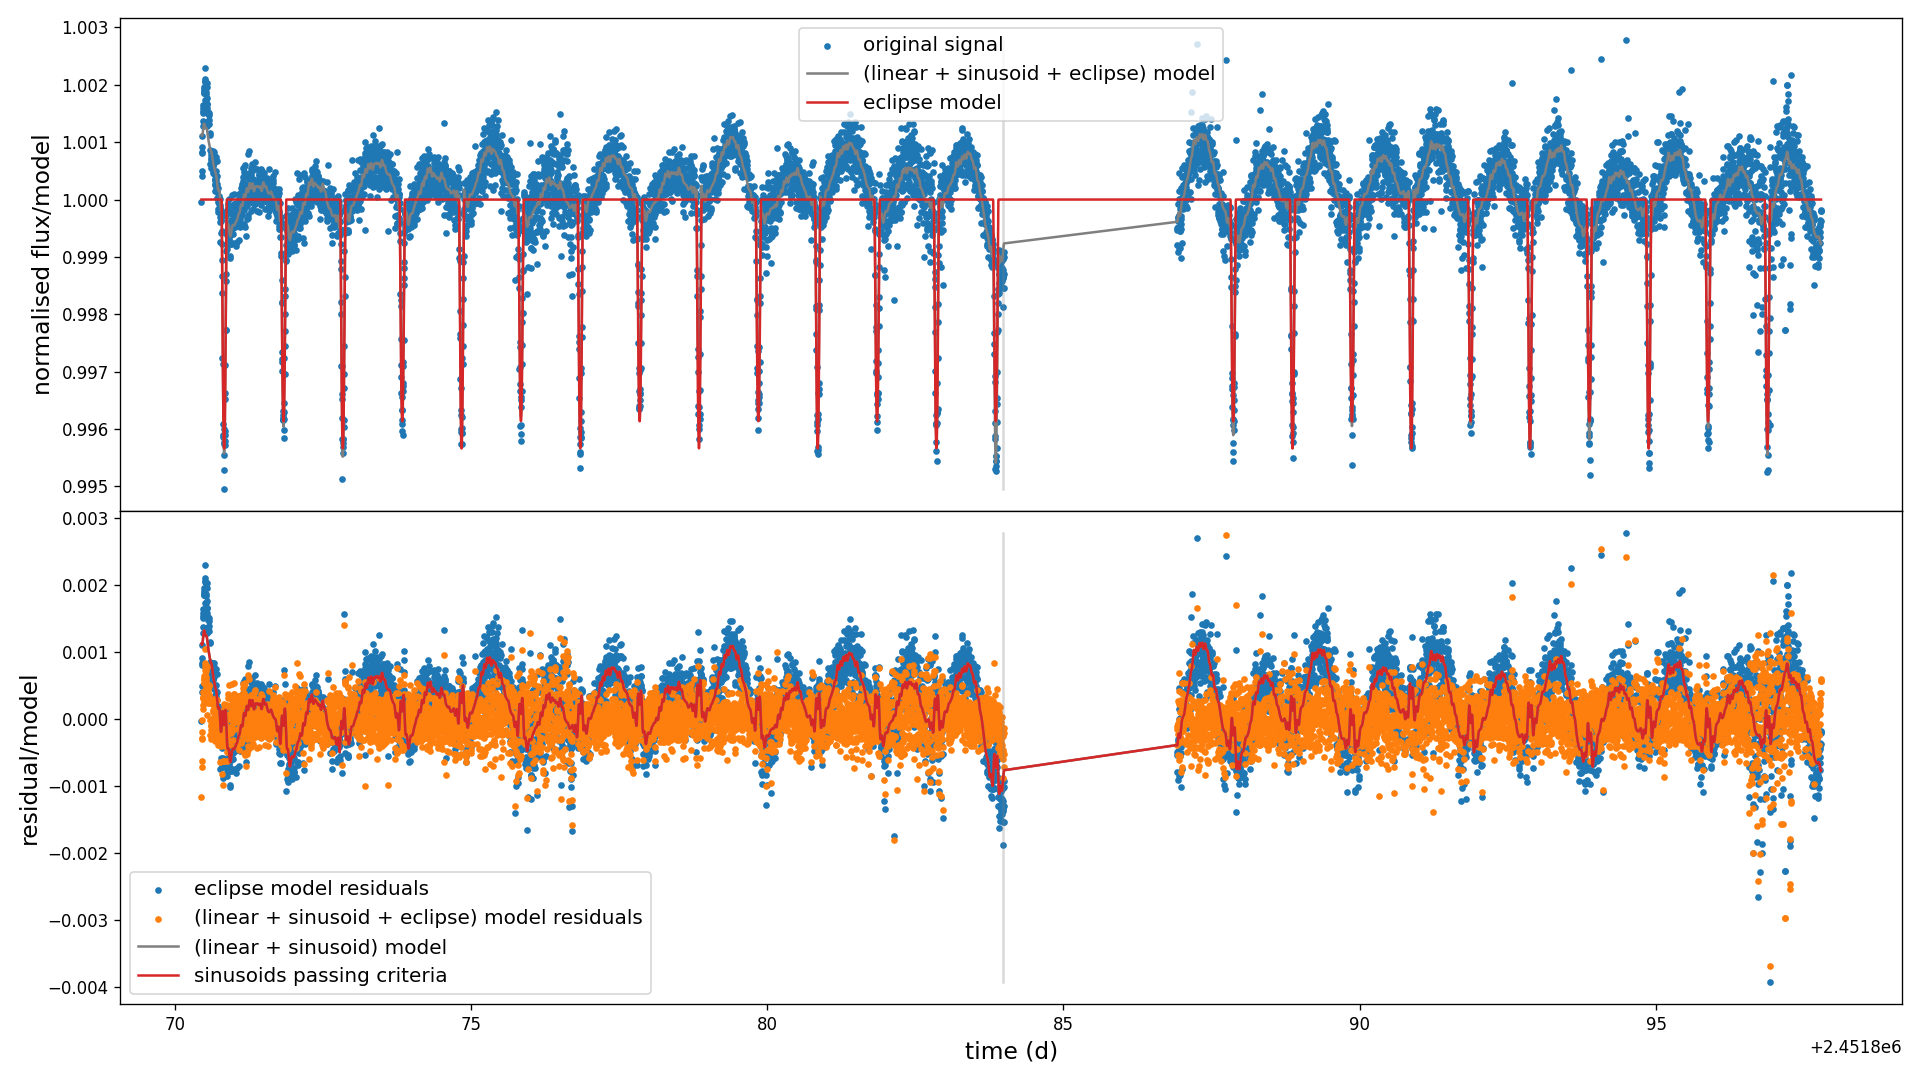 normalised flux/model
1.003
1.002
1.001
1.000
0.999
0.998
0.997
0.996
0.995
original signal
(linear + sinusoid + eclipse) model
eclipse model
residual/model
0.003
0.002
0.001
0.000
−0.001
−0.002
−0.003
−0.004
eclipse model residuals
(linear + sinusoid + eclipse) model residuals
(linear + sinusoid) model
sinusoids passing criteria
70 75 80 85 90 95
time (d)
+2.4518e6